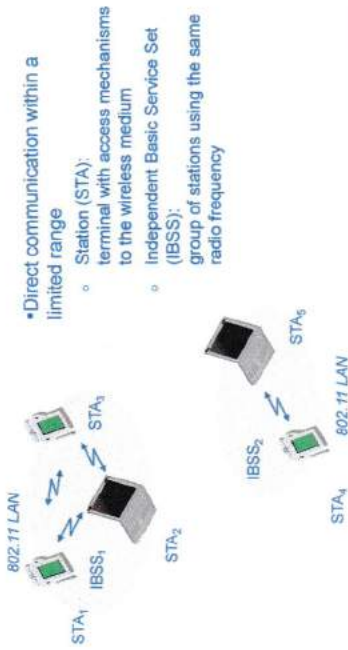 802.11 LAN
STA1
IBSS1
STA3
STA2
IBSS2
STA5
STA4
802.11 LAN
•Direct communication within a
limited range
◦ Station (STA):
terminal with access mechanisms
to the wireless medium
◦ Independent Basic Service Set
(IBSS):
group of stations using the same
radio frequency